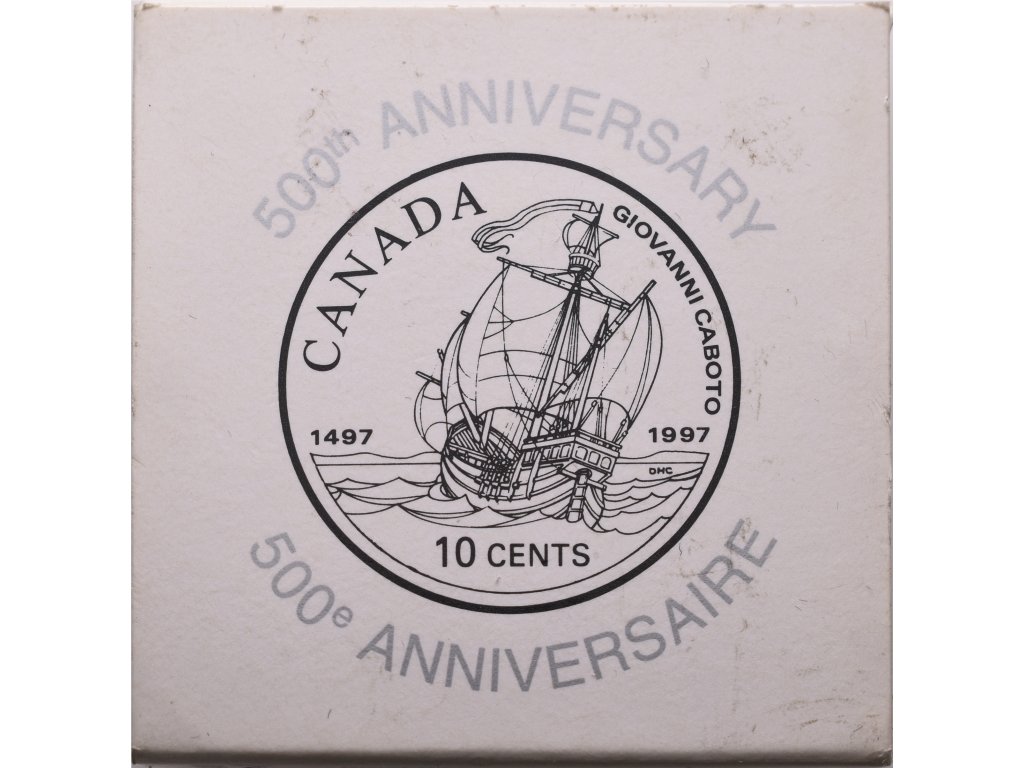 500th ANNIVERSARY
CANADA
GIOVANNI CABOTO
1497
1997
DHC
10 CENTS
500e ANNIVERSAIRE